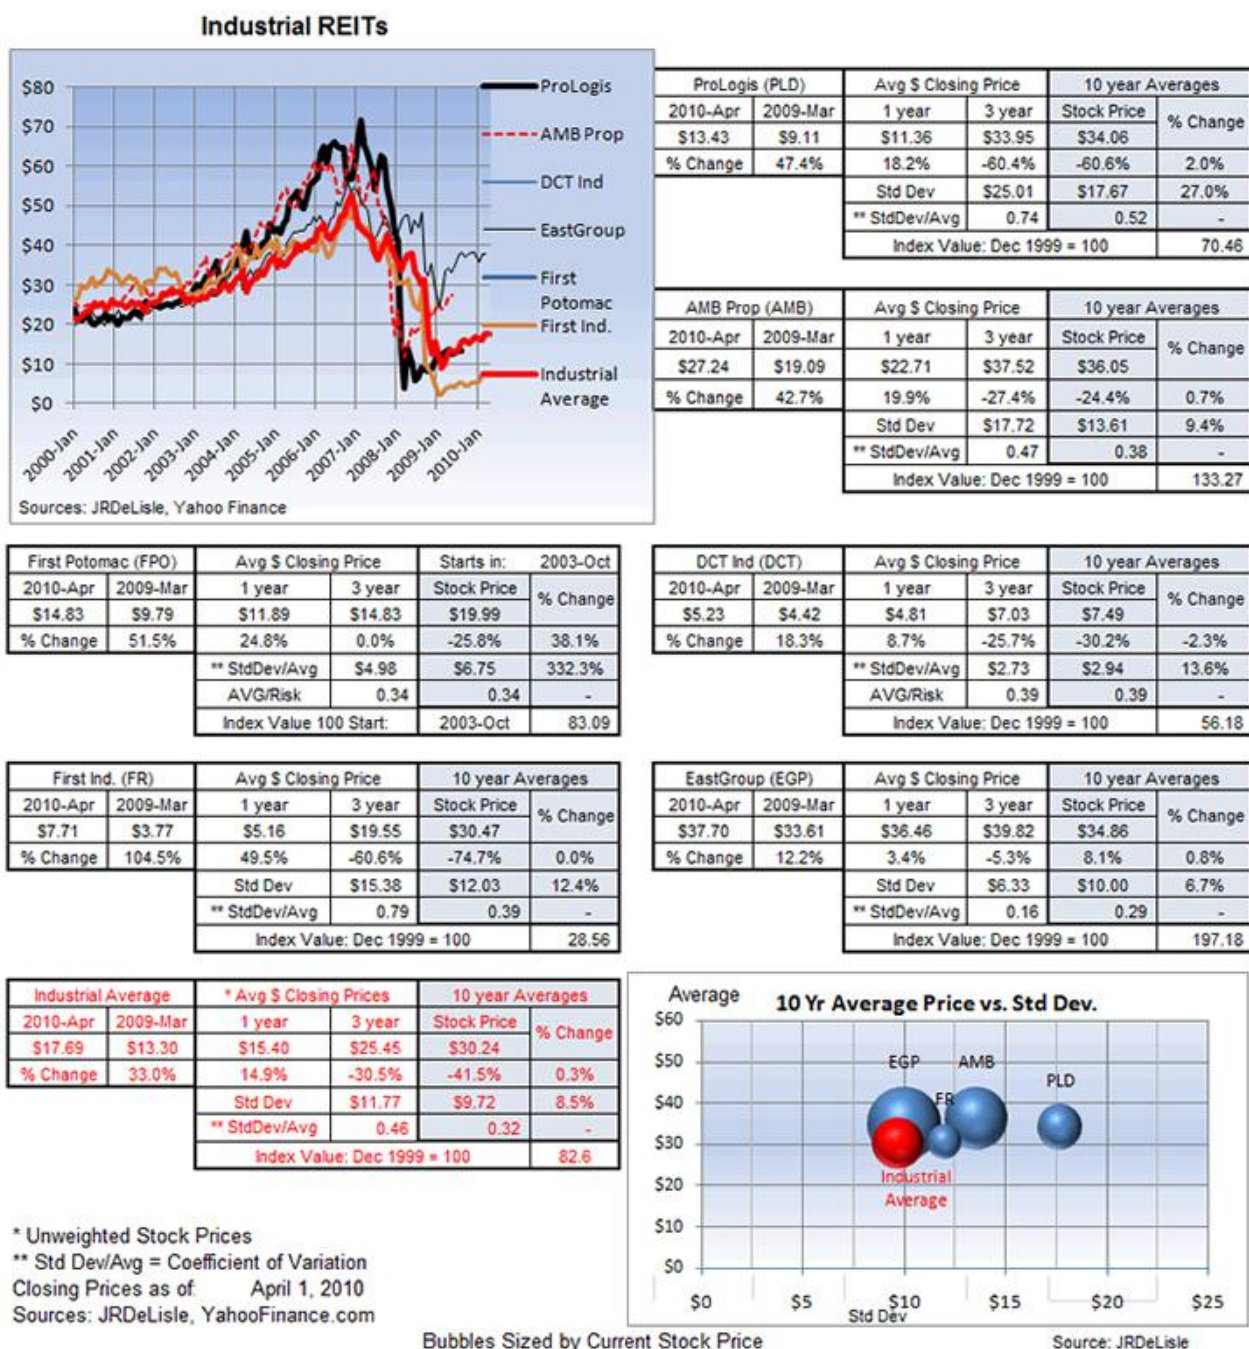 Industrial REITs
$80
$70
$60
$50
$40
$30
$20
$10
$0
2000-Jan
2001-Jan
2002-Jan
2003-Jan
2004-Jan
2005-Jan
2006-Jan
2007-Jan
2008-Jan
2009-Jan
2010-Jan
ProLogis
AMB Prop
DCT Ind
EastGroup
First
Potomac
First Ind.
Industrial
Average
Sources: JRDeLisle, Yahoo Finance
ProLogis (PLD) Avg $ Closing Price 10 year Averages
2010-Apr 2009-Mar 1 year 3 year Stock Price % Change
$13.43 $9.11 $11.36 $33.95 $34.06
% Change 47.4% 18.2% -60.4% -60.6% 2.0%
Std Dev $25.01 $17.67 27.0%
** StdDev/Avg 0.74 0.52 -
Index Value: Dec 1999 = 100 70.46
AMB Prop (AMB) Avg $ Closing Price 10 year Averages
2010-Apr 2009-Mar 1 year 3 year Stock Price % Change
$27.24 $19.09 $22.71 $37.52 $36.05
% Change 42.7% 19.9% -27.4% -24.4% 0.7%
Std Dev $17.72 $13.61 9.4%
** StdDev/Avg 0.47 0.38 -
Index Value: Dec 1999 = 100 133.27
First Potomac (FPO) Avg $ Closing Price Starts in: 2003-Oct
2010-Apr 2009-Mar 1 year 3 year Stock Price % Change
$14.83 $9.79 $11.89 $14.83 $19.99
% Change 51.5% 24.8% 0.0% -25.8% 38.1%
** StdDev/Avg $4.98 $6.75 332.3%
AVG/Risk 0.34 0.34 -
Index Value 100 Start: 2003-Oct 83.09
DCT Ind (DCT) Avg $ Closing Price 10 year Averages
2010-Apr 2009-Mar 1 year 3 year Stock Price % Change
$5.23 $4.42 $4.81 $7.03 $7.49
% Change 18.3% 8.7% -25.7% -30.2% -2.3%
** StdDev/Avg $2.73 $2.94 13.6%
AVG/Risk 0.39 0.39 -
Index Value: Dec 1999 = 100 56.18
First Ind. (FR) Avg $ Closing Price 10 year Averages
2010-Apr 2009-Mar 1 year 3 year Stock Price % Change
$7.71 $3.77 $5.16 $19.55 $30.47
% Change 104.5% 49.5% -60.6% -74.7% 0.0%
Std Dev $15.38 $12.03 12.4%
** StdDev/Avg 0.79 0.39 -
Index Value: Dec 1999 = 100 28.56
EastGroup (EGP) Avg $ Closing Price 10 year Averages
2010-Apr 2009-Mar 1 year 3 year Stock Price % Change
$37.70 $33.61 $36.46 $39.82 $34.86
% Change 12.2% 3.4% -5.3% 8.1% 0.8%
Std Dev $6.33 $10.00 6.7%
** StdDev/Avg 0.16 0.29 -
Index Value: Dec 1999 = 100 197.18
Industrial Average * Avg $ Closing Prices 10 year Averages
2010-Apr 2009-Mar 1 year 3 year Stock Price % Change
$17.69 $13.30 $15.40 $25.45 $30.24
% Change 33.0% 14.9% -30.5% -41.5% 0.3%
Std Dev $11.77 $9.72 8.5%
** StdDev/Avg 0.46 0.32 -
Index Value: Dec 1999 = 100 82.6
Average 10 Yr Average Price vs. Std Dev.
$60
$50
$40
$30
$20
$10
$0
EGP AMB
PLD
FR
Industrial
Average
$0 $5 $10 $15 $20 $25
Std Dev
* Unweighted Stock Prices
** Std Dev/Avg = Coefficient of Variation
Closing Prices as of: April 1, 2010
Sources: JRDeLisle, YahooFinance.com
Bubbles Sized by Current Stock Price Source: JRDeLisle